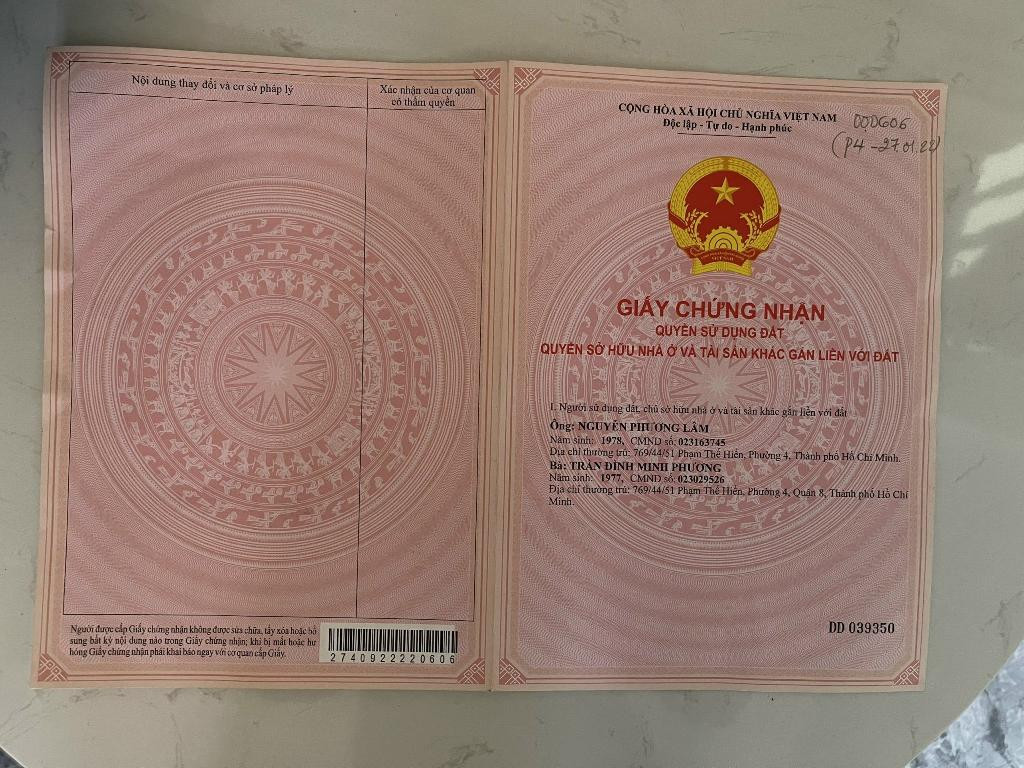 Nội dung thay đổi và cơ sở pháp lý
Xác nhận của cơ quan
có thẩm quyền
Người được cấp Giấy chứng nhận không được sửa chữa, tẩy xóa hoặc bổ
sung bất kỳ nội dung nào trong Giấy chứng nhận; khi bị mất hoặc hư
hỏng Giấy chứng nhận phải khai báo ngay với cơ quan cấp Giấy.
2740922220606
CỘNG HÒA XÃ HỘI CHỦ NGHĨA VIỆT NAM
Độc lập - Tự do - Hạnh phúc
(P4 - 27.01.22)
VIỆT NAM
GIẤY CHỨNG NHẬN
QUYỀN SỬ DỤNG ĐẤT
QUYỀN SỞ HỮU NHÀ Ở VÀ TÀI SẢN KHÁC GẮN LIỀN VỚI ĐẤT
I. Người sử dụng đất, chủ sở hữu nhà ở và tài sản khác gắn liền với đất
Ông: NGUYỄN PHƯƠNG LÂM
Năm sinh: 1978, CMND số: 023163745
Địa chỉ thường trú: 769/44/51 Phạm Thế Hiển, Phường 4, Thành phố Hồ Chí Minh.
Bà: TRẦN ĐÌNH MINH PHƯƠNG
Năm sinh: 1977, CMND số: 023029526
Địa chỉ thường trú: 769/44/51 Phạm Thế Hiển, Phường 4, Quận 8, Thành phố Hồ Chí
Minh.
DD 039350